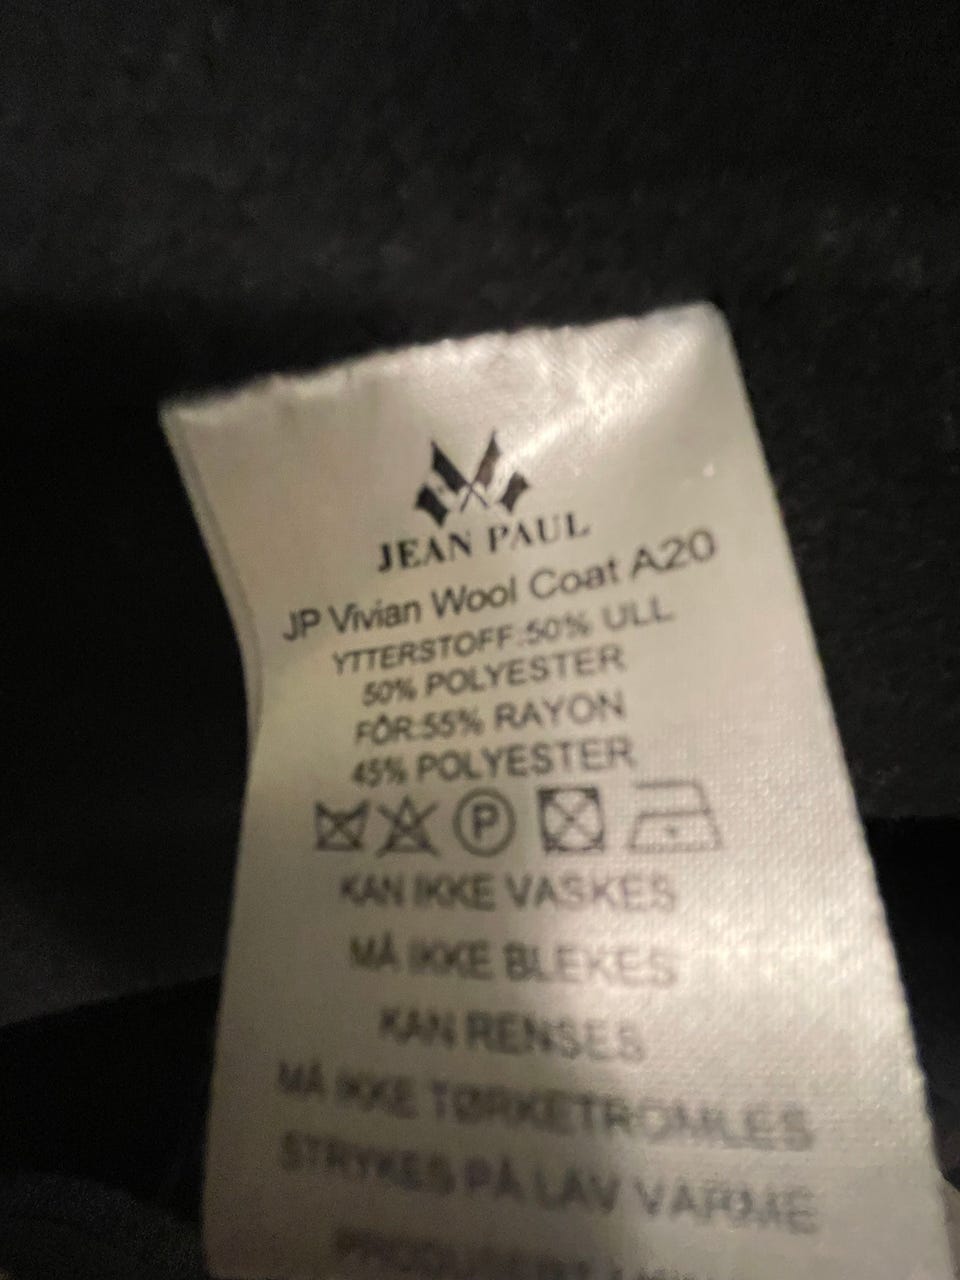 JEAN PAUL
JP Vivian Wool Coat A20
YTTERSTOFF:50% ULL
50% POLYESTER
FÔR:55% RAYON
45% POLYESTER
P
KAN IKKE VASKES
MÅ IKKE BLEKES
KAN RENSES
MÅ IKKE TØRKETROMLES
STRYKES PÅ LAV VARME